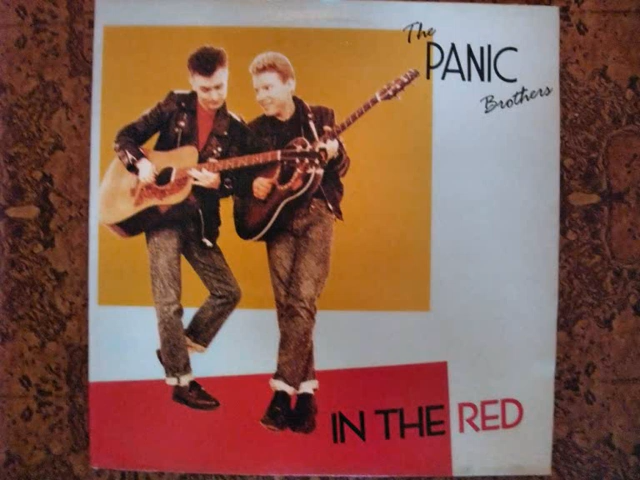 The
PANIC
Brothers
IN THE RED